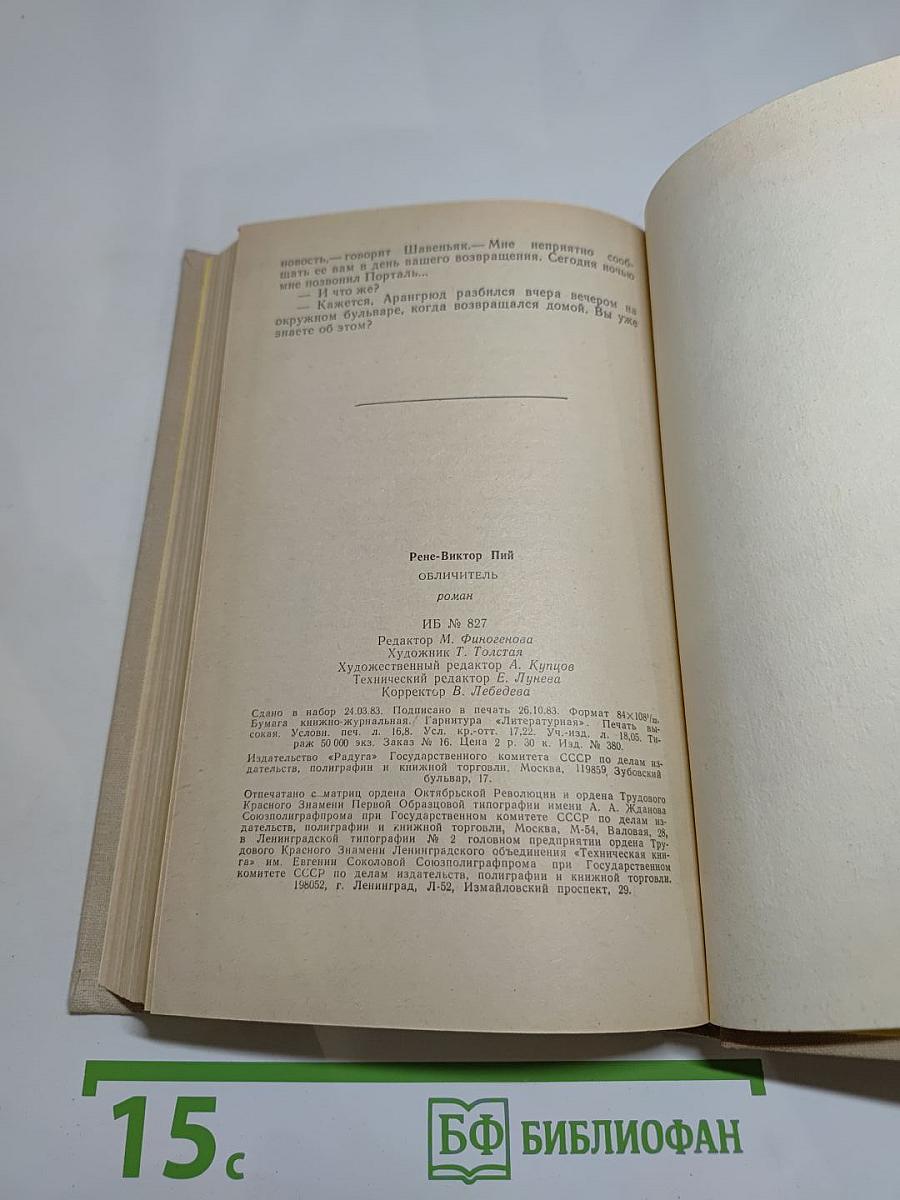 новость,— говорит Шавеньяк.— Мне неприятно сооб-
щать ее вам в день вашего возвращения. Сегодня ночью
мне позвонил Порталь...
— И что же?
— Кажется, Арангрюд разбился вчера вечером на
окружном бульваре, когда возвращался домой. Вы уже
знаете об этом?
Рене-Виктор Пий
ОБЛИЧИТЕЛЬ
роман
ИБ № 827
Редактор М. Финогенова
Художник Т. Толстая
Художественный редактор А. Купцов
Технический редактор Е. Лунева
Корректор В. Лебедева
Сдано в набор 24.03.83. Подписано в печать 26.10.83. Формат 84×108¹/₃₂.
Бумага книжно-журнальная. Гарнитура «Литературная». Печать вы-
сокая. Условн. печ. л. 16,8. Усл. кр.-отт. 17,22. Уч.-изд. л. 18,05. Ти-
раж 50 000 экз. Заказ № 16. Цена 2 р. 30 к. Изд. № 380.
Издательство «Радуга» Государственного комитета СССР по делам из-
дательств, полиграфии и книжной торговли. Москва, 119859, Зубовский
бульвар, 17.
Отпечатано с матриц ордена Октябрьской Революции и ордена Трудового
Красного Знамени Первой Образцовой типографии имени А. А. Жданова
Союзполиграфпрома при Государственном комитете СССР по делам из-
дательств, полиграфии и книжной торговли, Москва, М-54, Валовая, 28,
в Ленинградской типографии № 2 головном предприятии ордена Тру-
дового Красного Знамени Ленинградского объединения «Техническая кни-
га» им. Евгении Соколовой Союзполиграфпрома при Государственном
комитете СССР по делам издательств, полиграфии и книжной торговли.
198052, г. Ленинград, Л-52, Измайловский проспект, 29.
15 с
БФ БИБЛИОФАН